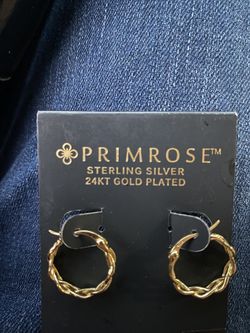 PRIMROSE™
STERLING SILVER
24KT GOLD PLATED